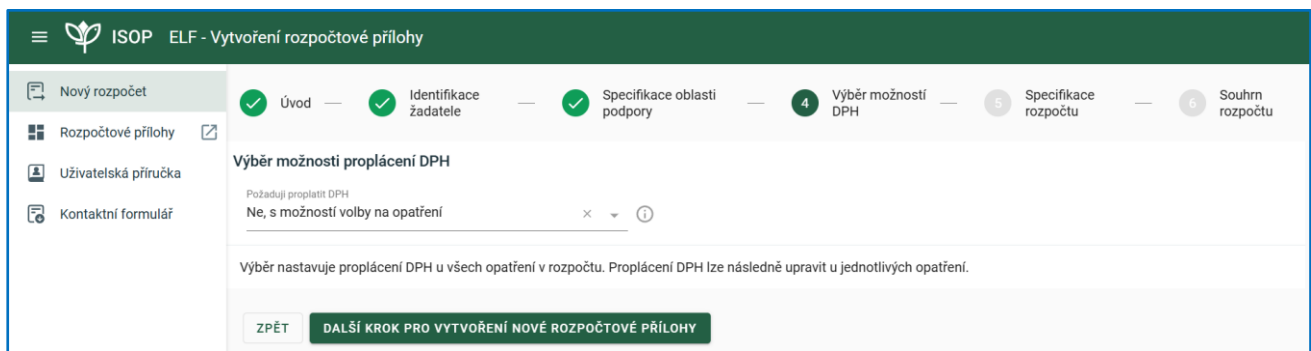 ISOP ELF - Vytvoření rozpočtové přílohy
Nový rozpočet
Rozpočtové přílohy
Uživatelská příručka
Kontaktní formulář
Úvod
Identifikace
žadatele
Specifikace oblasti
podpory
4
Výběr možností
DPH
5
Specifikace
rozpočtu
6
Souhrn
rozpočtu
Výběr možnosti proplácení DPH
Požaduji proplatit DPH
Ne, s možností volby na opatření
Výběr nastavuje proplácení DPH u všech opatření v rozpočtu. Proplácení DPH lze následně upravit u jednotlivých opatření.
ZPĚT
DALŠÍ KROK PRO VYTVOŘENÍ NOVÉ ROZPOČTOVÉ PŘÍLOHY